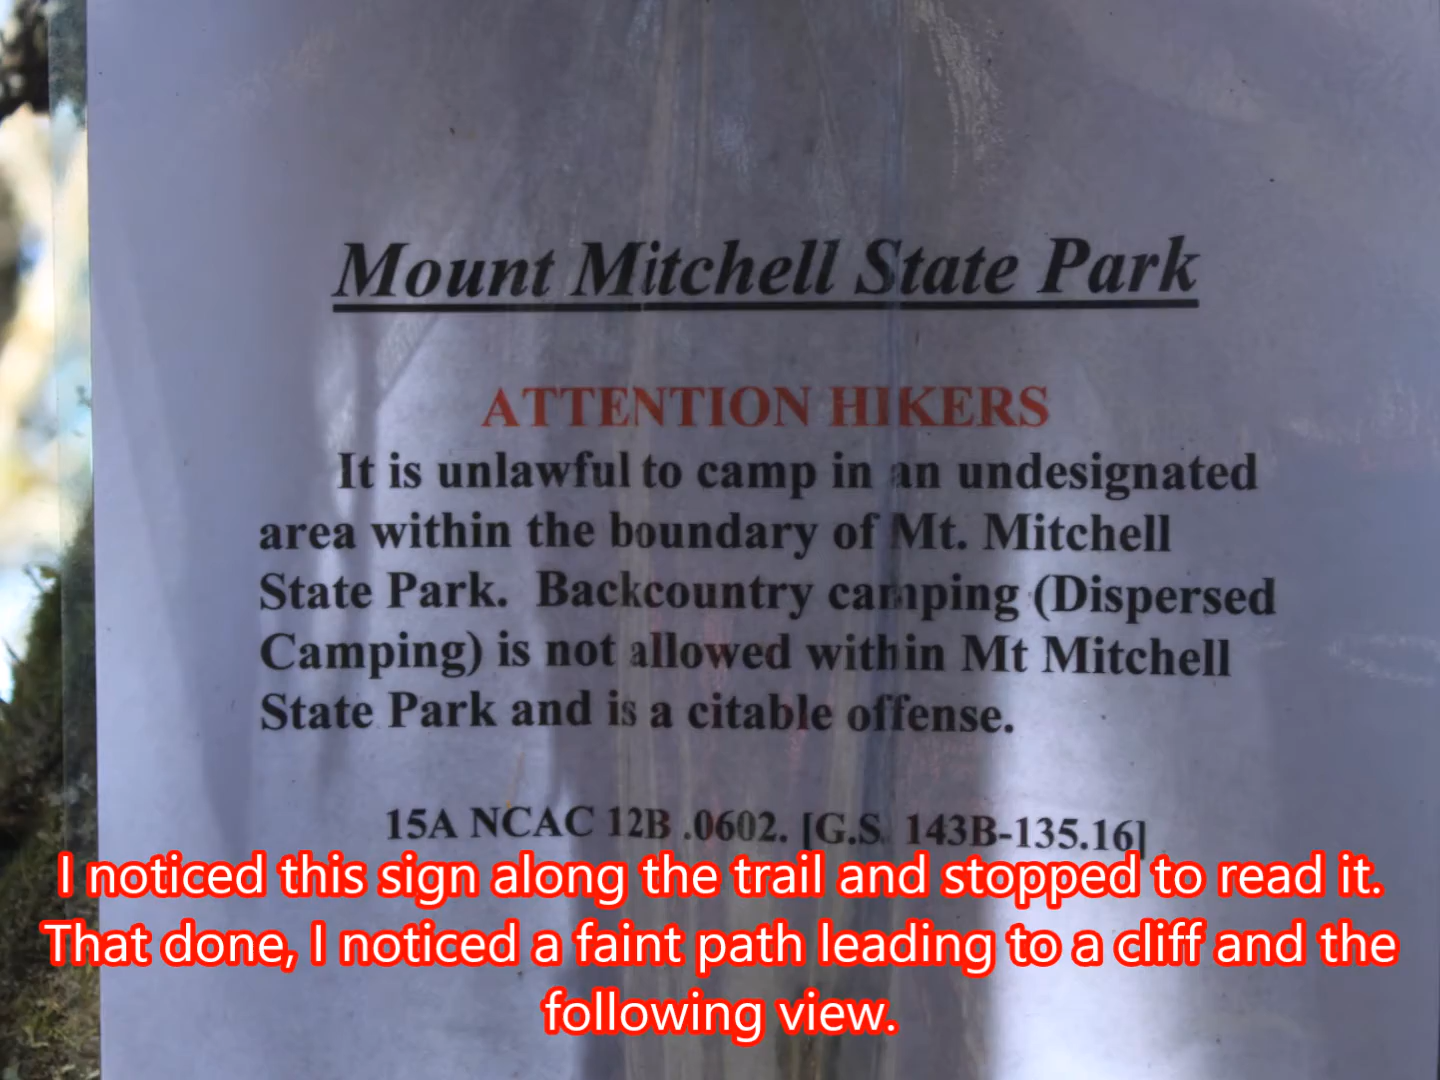 Mount Mitchell State Park
ATTENTION HIKERS
It is unlawful to camp in an undesignated
area within the boundary of Mt. Mitchell
State Park. Backcountry camping (Dispersed
Camping) is not allowed within Mt Mitchell
State Park and is a citable offense.
15A NCAC 12B .0602. [G.S. 143B-135.16]
I noticed this sign along the trail and stopped to read it.
That done, I noticed a faint path leading to a cliff and the
following view.